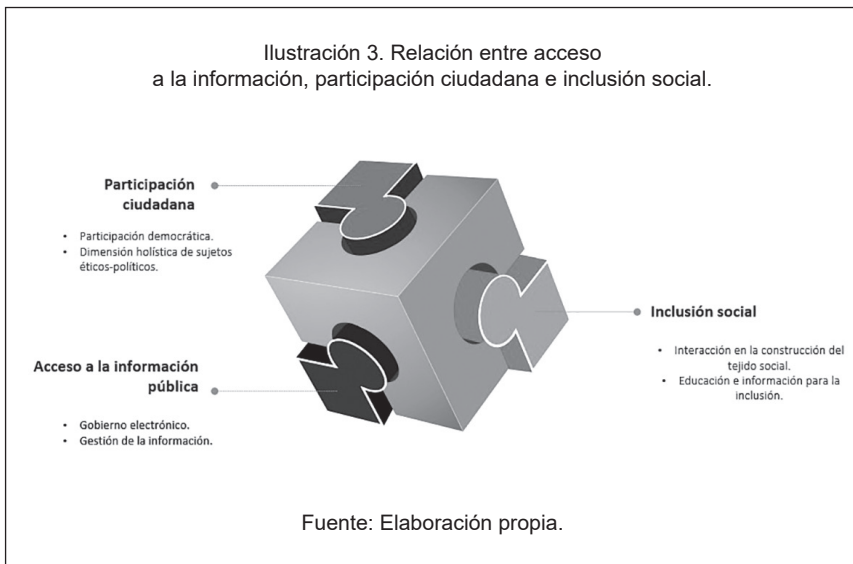 Ilustración 3. Relación entre acceso
a la información, participación ciudadana e inclusión social.
Participación
ciudadana
• Participación democrática.
• Dimensión holística de sujetos
éticos-políticos.
Acceso a la información
pública
• Gobierno electrónico.
• Gestión de la información.
Inclusión social
• Interacción en la construcción del
tejido social.
• Educación e información para la
inclusión.
Fuente: Elaboración propia.